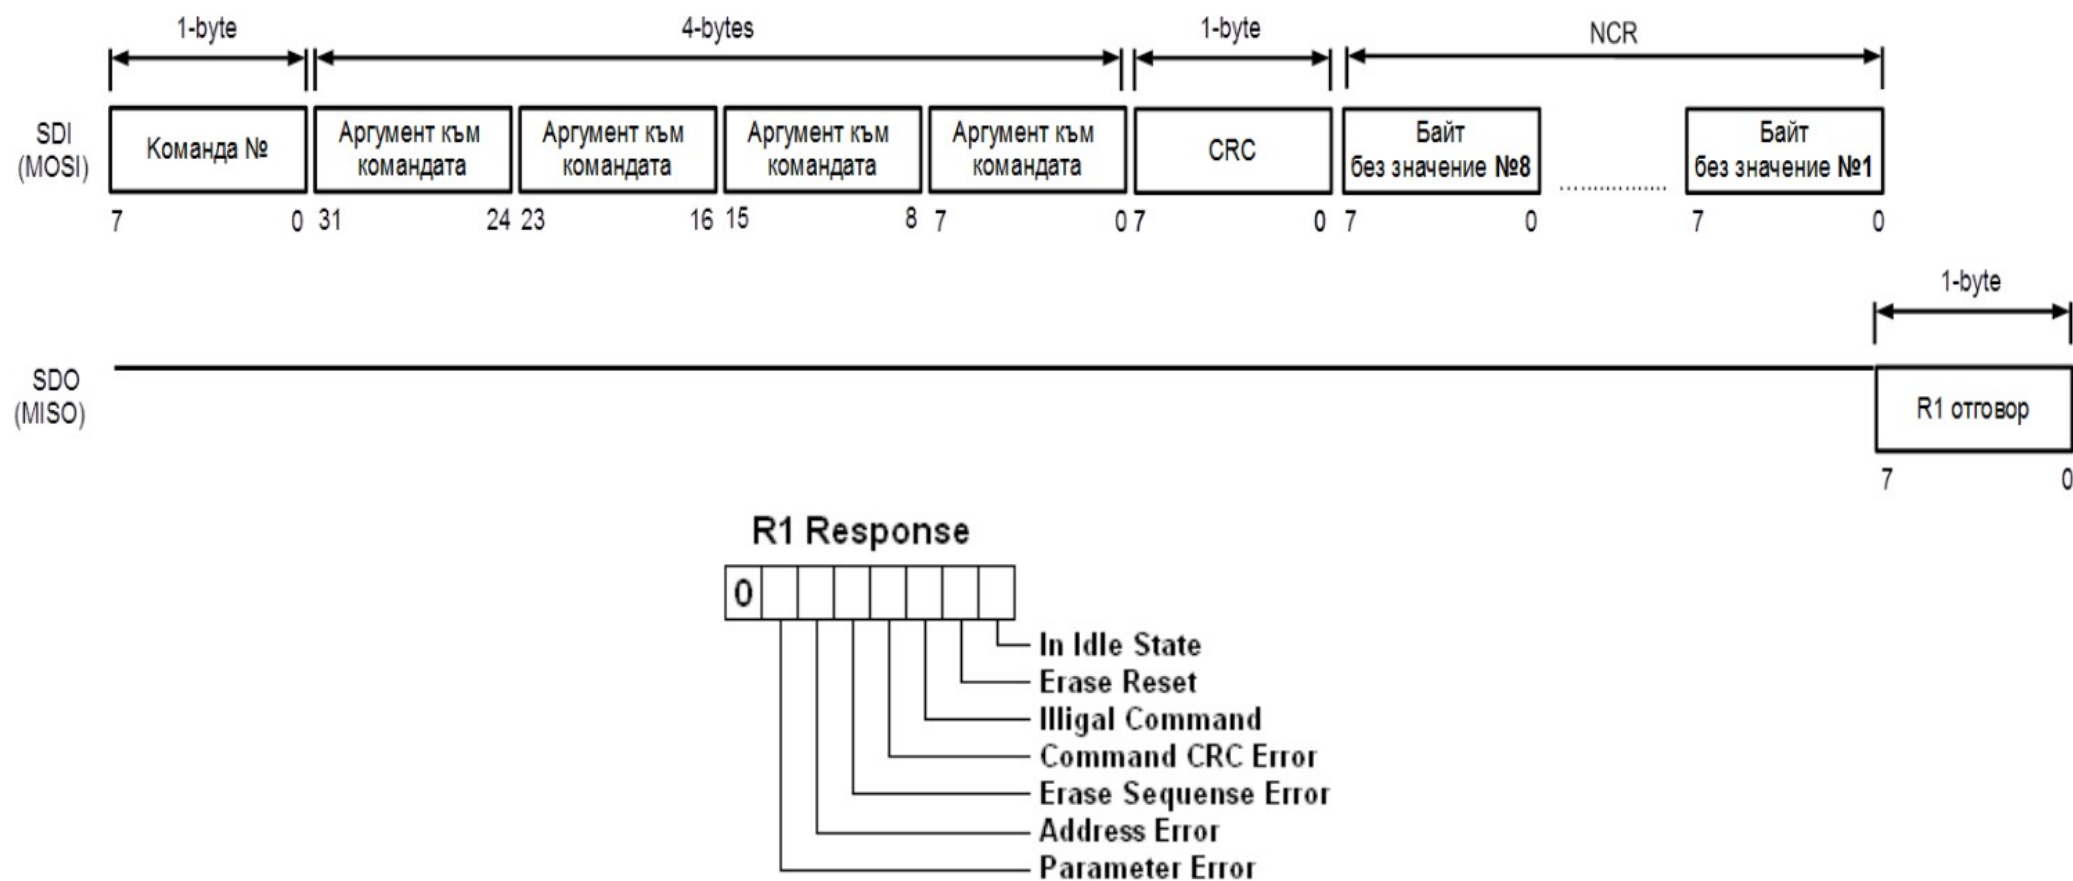 1-byte 4-bytes 1-byte NCR
SDI
(MOSI)
Команда №
Аргумент към
командата
Аргумент към
командата
Аргумент към
командата
Аргумент към
командата
CRC
Байт
без значение №8
..................
Байт
без значение №1
7 0 31 24 23 16 15 8 7 0 7 0 7 0 7 0
1-byte
SDO
(MISO)
R1 отговор
7 0
R1 Response
0
In Idle State
Erase Reset
Illigal Command
Command CRC Error
Erase Sequense Error
Address Error
Parameter Error